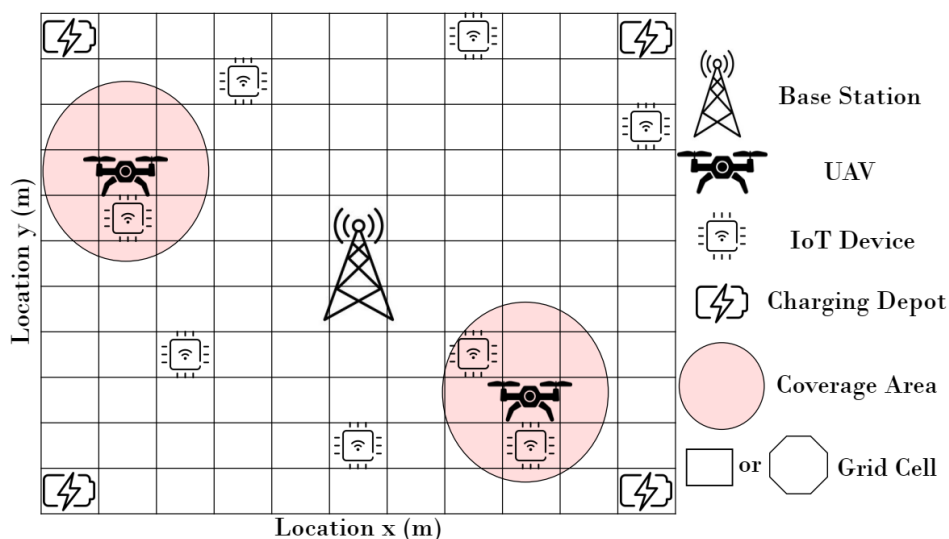 Base Station
UAV
IoT Device
Charging Depot
Coverage Area
or
Grid Cell
Location y (m)
Location x (m)